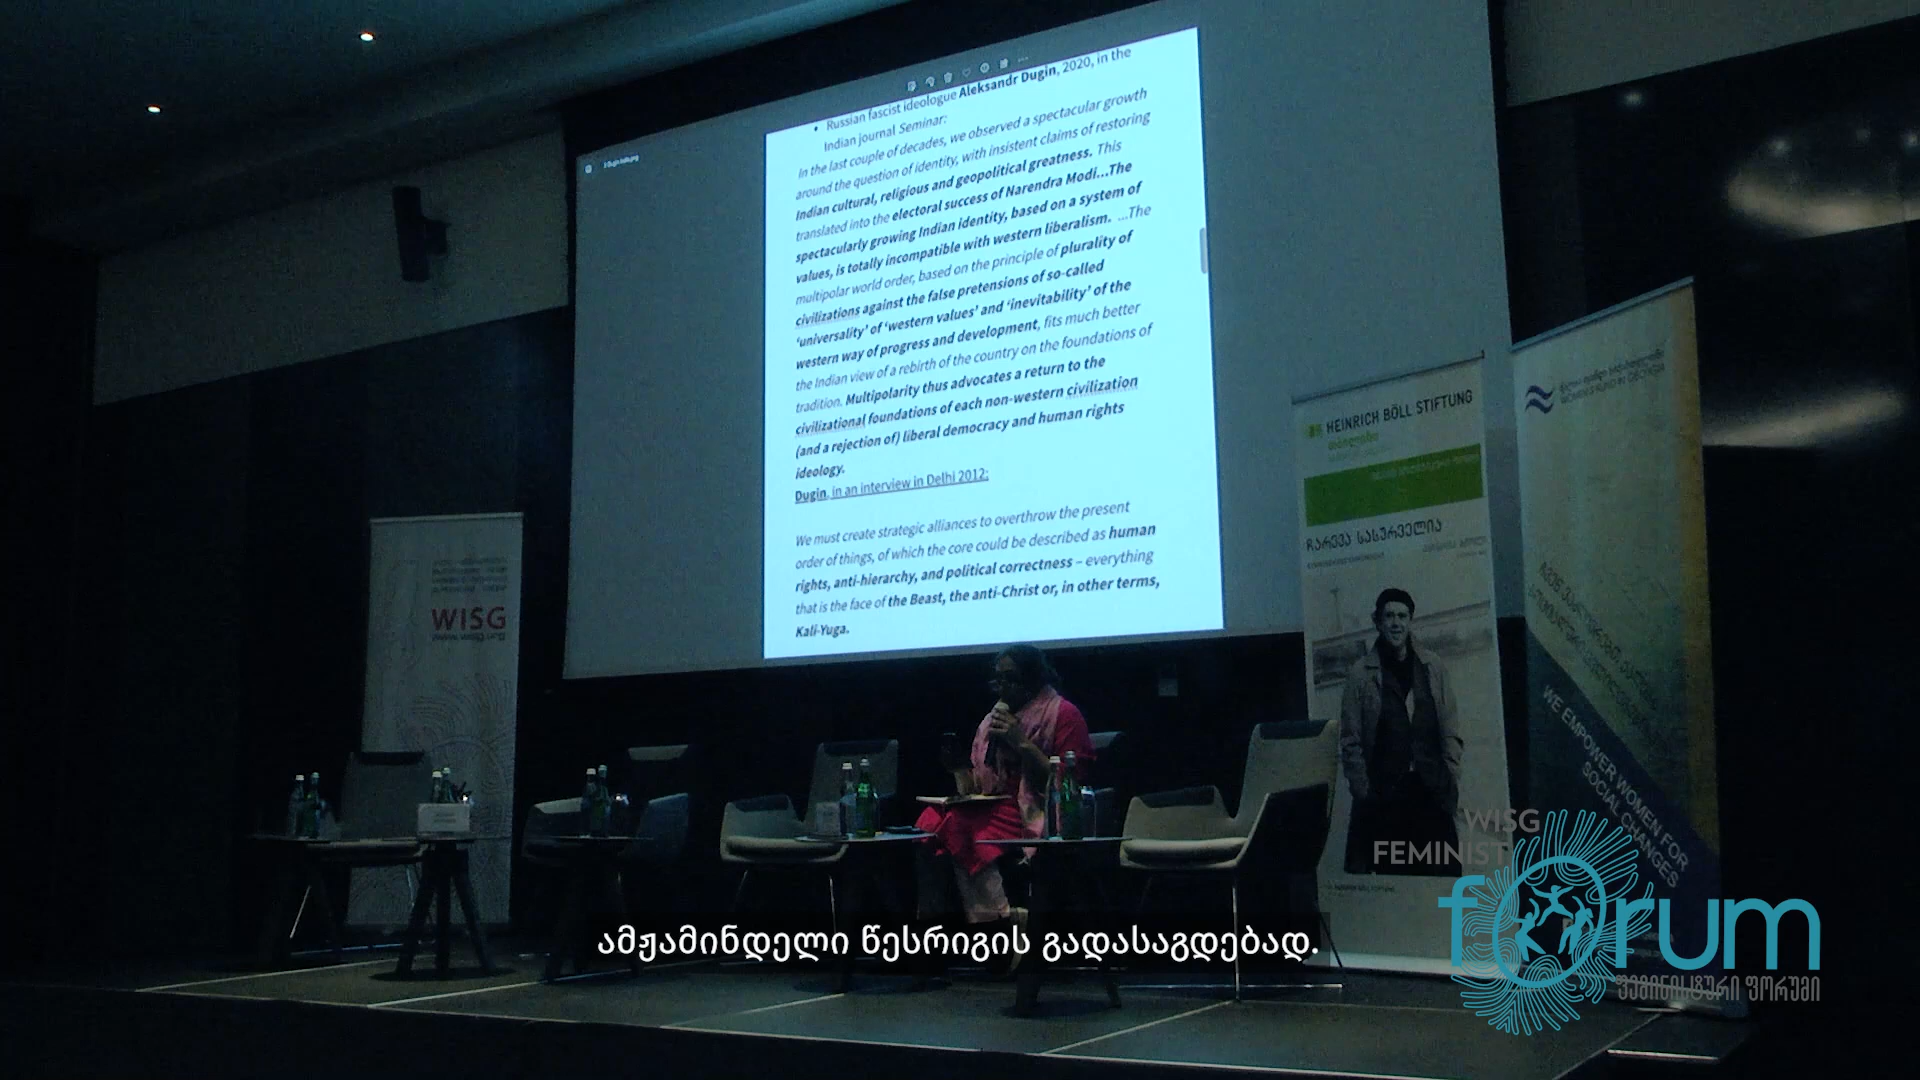 Russian fascist ideologue Aleksandr Dugin, 2020, in the
Indian journal Seminar:
In the last couple of decades, we observed a spectacular growth
around the question of identity, with insistent claims of restoring
Indian cultural, religious and geopolitical greatness. This
translated into the electoral success of Narendra Modi...The
spectacularly growing Indian identity, based on a system of
values, is totally incompatible with western liberalism. ...The
multipolar world order, based on the principle of plurality of
civilizations against the false pretensions of so-called
'universality' of 'western values' and 'inevitability' of the
western way of progress and development, fits much better
the Indian view of a rebirth of the country on the foundations of
tradition. Multipolarity thus advocates a return to the
civilizational foundations of each non-western civilization
(and a rejection of) liberal democracy and human rights
ideology.
Dugin, in an interview in Delhi 2012:
We must create strategic alliances to overthrow the present
order of things, of which the core could be described as human
rights, anti-hierarchy, and political correctness – everything
that is the face of the Beast, the anti-Christ or, in other terms,
Kali-Yuga.
WISG
www.wisg.org
HEINRICH BÖLL STIFTUNG
ᲗᲑᲘᲚᲘᲡᲘ
ᲩᲐᲠᲔᲕᲐ ᲡᲐᲡᲣᲠᲕᲔᲚᲘᲐ
WOMEN'S FUND IN GEORGIA
WE EMPOWER WOMEN FOR
SOCIAL CHANGES
WISG
FEMINIST
forum
ფემინისტური ფორუმი
ამჟამინდელი წესრიგის გადასაგდებად.